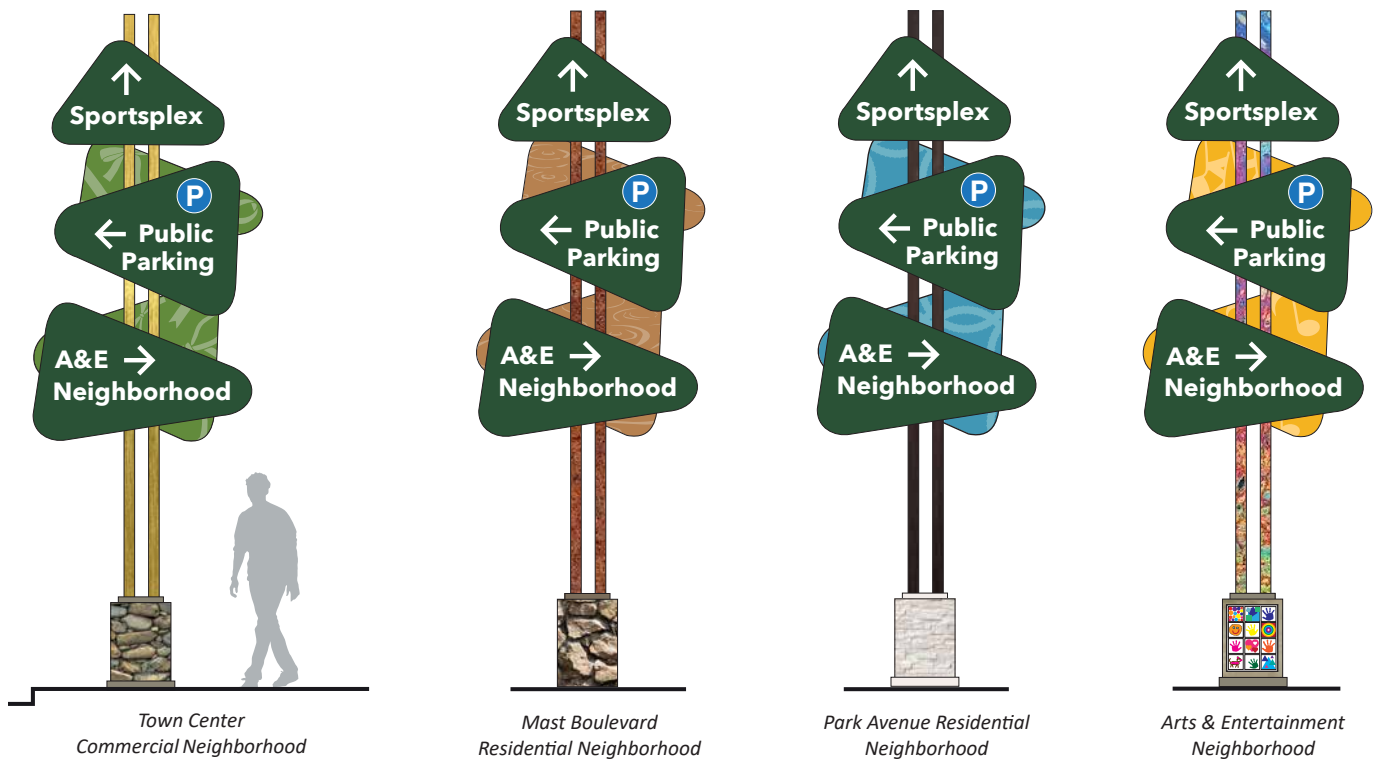 Sportsplex
P
← Public
Parking
A&E →
Neighborhood
Town Center
Commercial Neighborhood
Sportsplex
P
← Public
Parking
A&E →
Neighborhood
Mast Boulevard
Residential Neighborhood
Sportsplex
P
← Public
Parking
A&E →
Neighborhood
Park Avenue Residential
Neighborhood
Sportsplex
P
← Public
Parking
A&E →
Neighborhood
Arts & Entertainment
Neighborhood